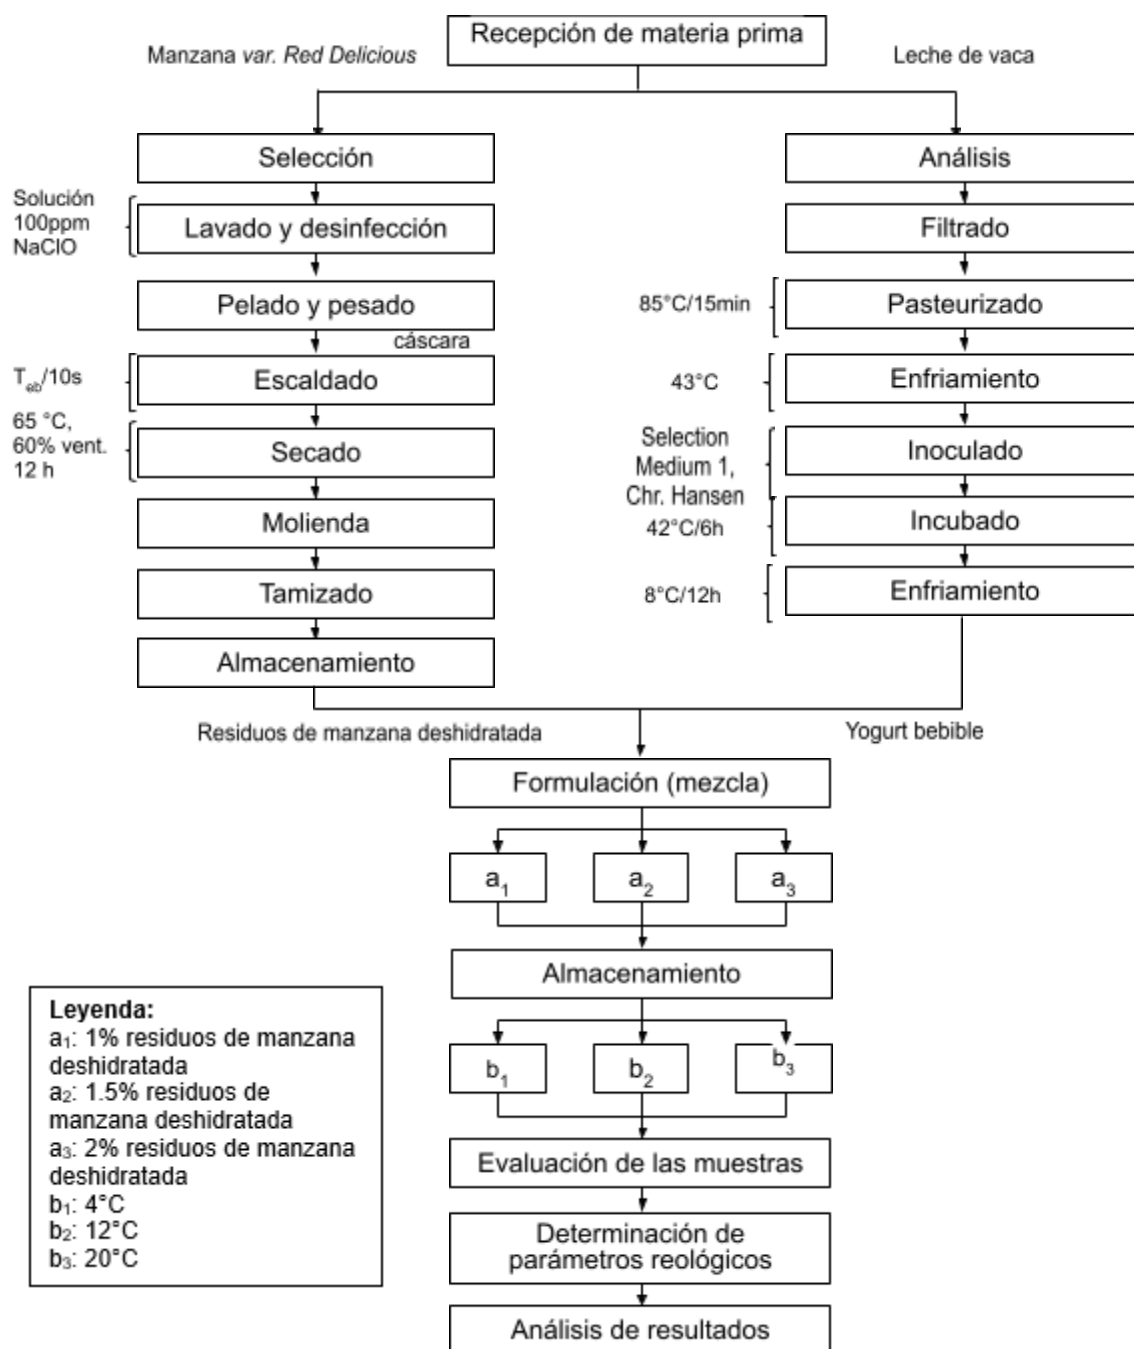 Recepción de materia prima
Manzana var. Red Delicious
Leche de vaca
Selección
Solución
100ppm
NaClO
Lavado y desinfección
Pelado y pesado
cáscara
T_eb/10s
Escaldado
65 °C,
60% vent.
12 h
Secado
Molienda
Tamizado
Almacenamiento
Análisis
Filtrado
85°C/15min
Pasteurizado
43°C
Enfriamiento
Selection
Medium 1,
Chr. Hansen
Inoculado
42°C/6h
Incubado
8°C/12h
Enfriamiento
Residuos de manzana deshidratada
Yogurt bebible
Formulación (mezcla)
a₁
a₂
a₃
Almacenamiento
b₁
b₂
b₃
Evaluación de las muestras
Determinación de
parámetros reológicos
Análisis de resultados
Leyenda:
a₁: 1% residuos de manzana
deshidratada
a₂: 1.5% residuos de
manzana deshidratada
a₃: 2% residuos de manzana
deshidratada
b₁: 4°C
b₂: 12°C
b₃: 20°C